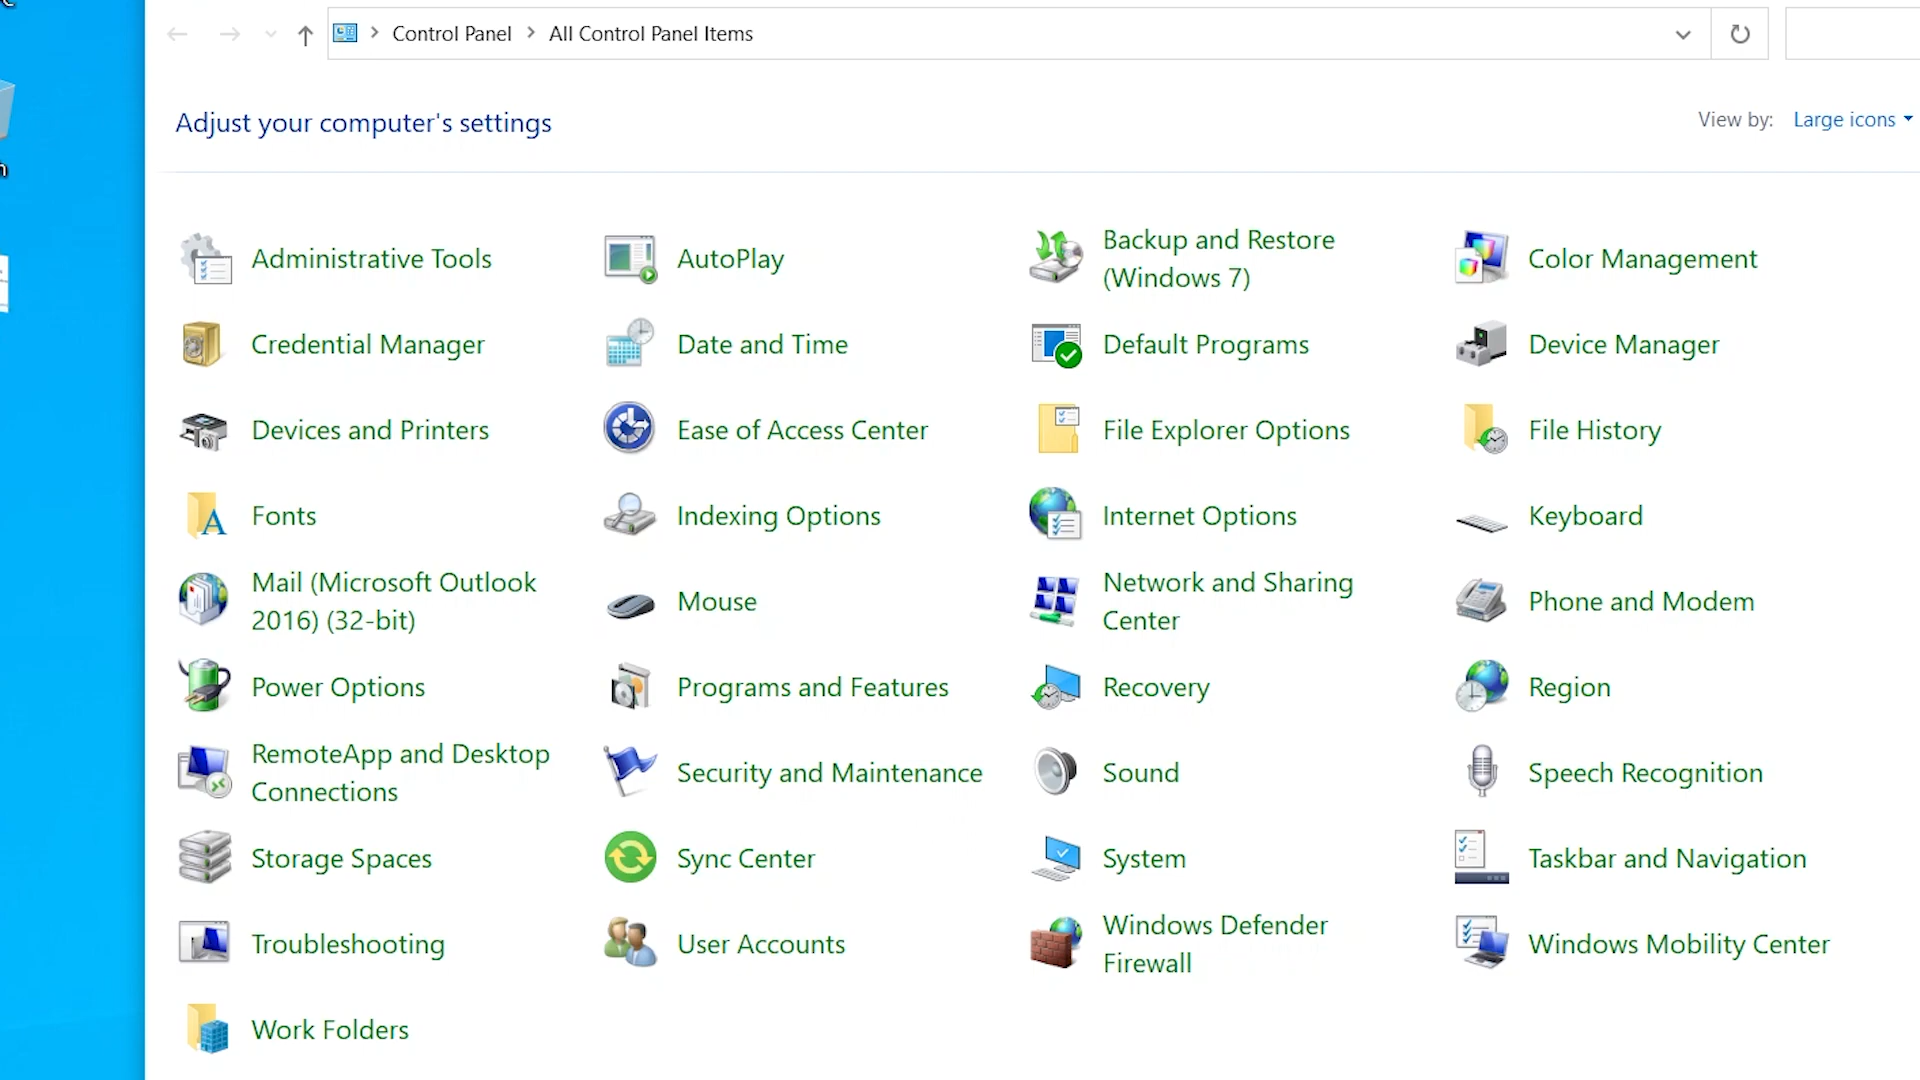 Control Panel > All Control Panel Items
Adjust your computer's settings
View by: Large icons
Administrative Tools
AutoPlay
Backup and Restore
(Windows 7)
Color Management
Credential Manager
Date and Time
Default Programs
Device Manager
Devices and Printers
Ease of Access Center
File Explorer Options
File History
Fonts
Indexing Options
Internet Options
Keyboard
Mail (Microsoft Outlook
2016) (32-bit)
Mouse
Network and Sharing
Center
Phone and Modem
Power Options
Programs and Features
Recovery
Region
RemoteApp and Desktop
Connections
Security and Maintenance
Sound
Speech Recognition
Storage Spaces
Sync Center
System
Taskbar and Navigation
Troubleshooting
User Accounts
Windows Defender
Firewall
Windows Mobility Center
Work Folders